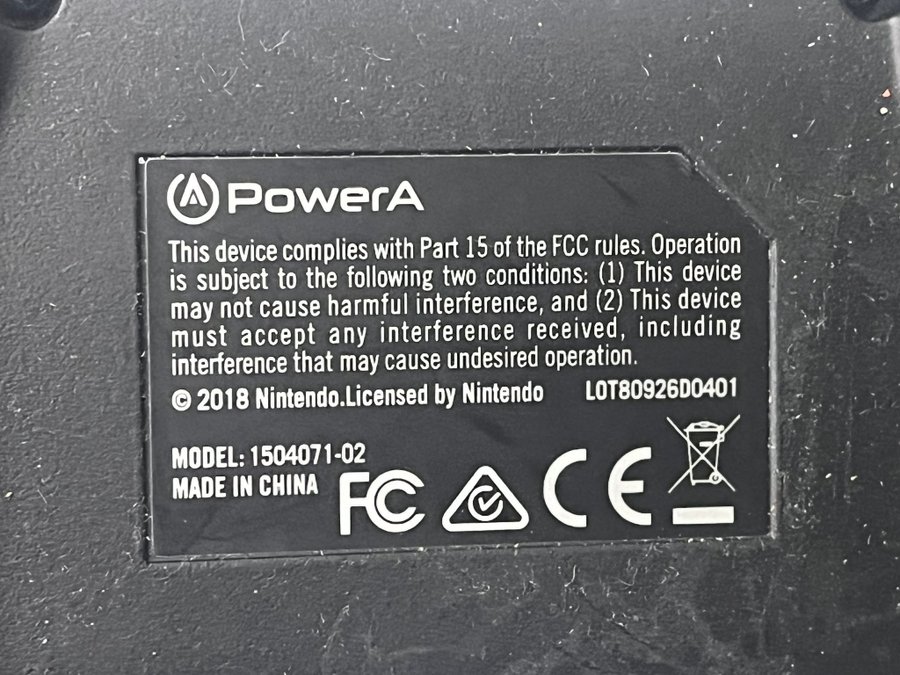 PowerA
This device complies with Part 15 of the FCC rules. Operation
is subject to the following two conditions: (1) This device
may not cause harmful interference, and (2) This device
must accept any interference received, including
interference that may cause undesired operation.
© 2018 Nintendo.Licensed by Nintendo LOT80926D0401
MODEL: 1504071-02
MADE IN CHINA FC CE